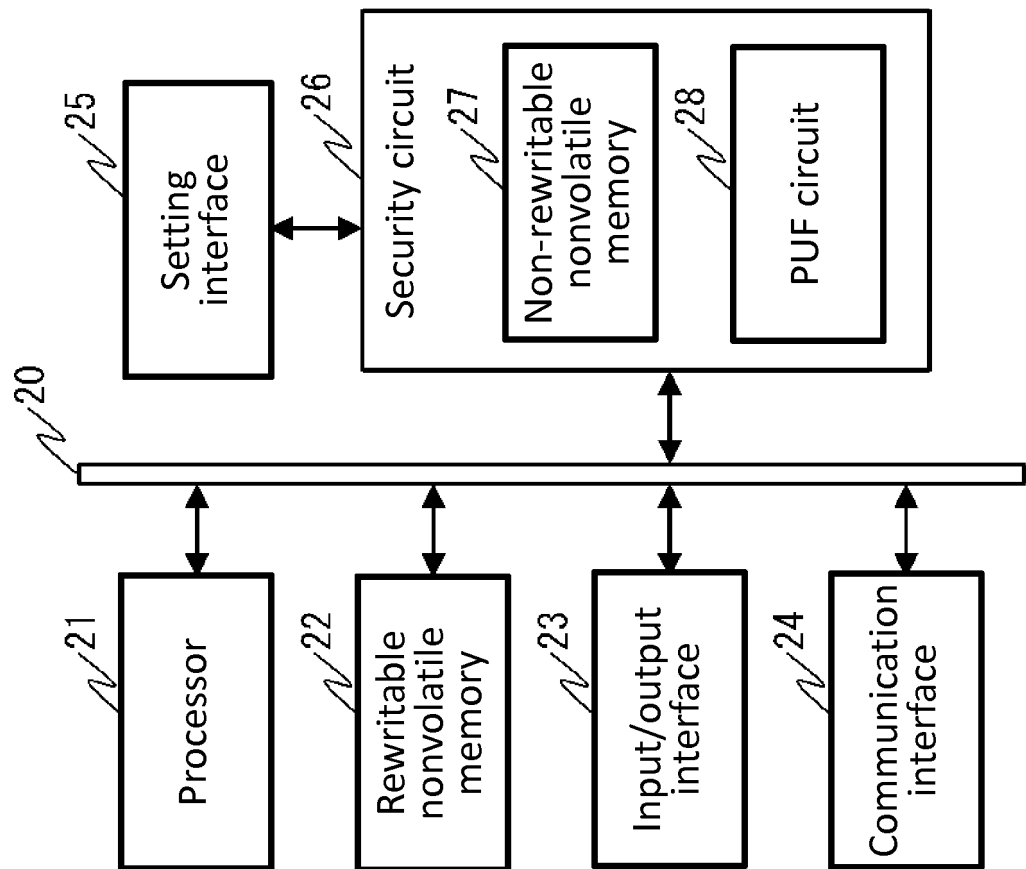 20
21
Processor
22
Rewritable
nonvolatile
memory
23
Input/output
interface
24
Communication
interface
25
Setting
interface
26
Security circuit
27
Non-rewritable
nonvolatile
memory
28
PUF circuit